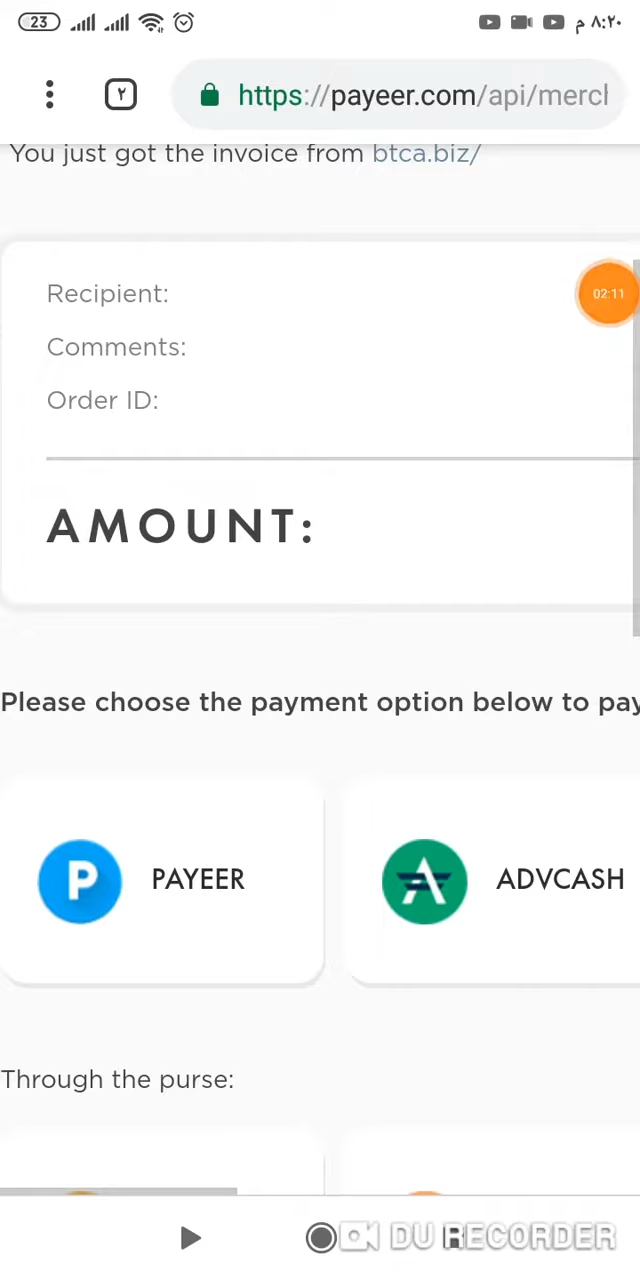 23
٨:٢٠ م
٢
https://payeer.com/api/mercl
You just got the invoice from btca.biz/
Recipient:
02:11
Comments:
Order ID:
AMOUNT:
Please choose the payment option below to pay
P PAYEER
ADVCASH
Through the purse:
DU RECORDER